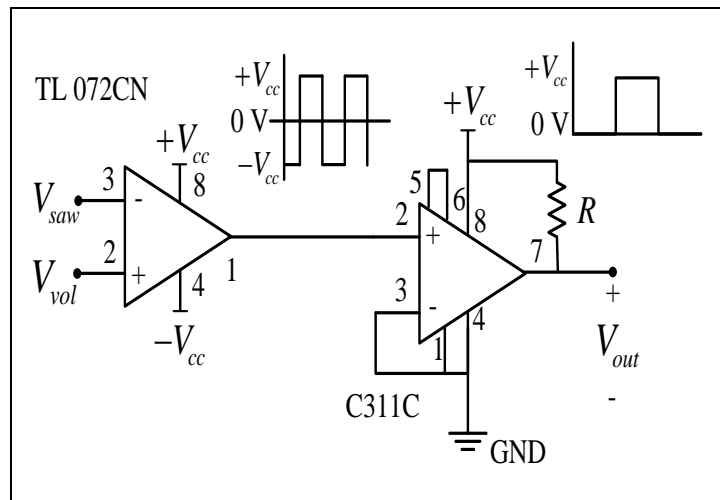 TL 072CN
+Vcc
0 V
−Vcc
+Vcc
0 V
+Vcc
+Vcc
8
3
-
Vsaw
2
+
Vvol
4
1
−Vcc
5
6
8
2
+
3
-
1
4
7
R
+
Vout
-
C311C
GND